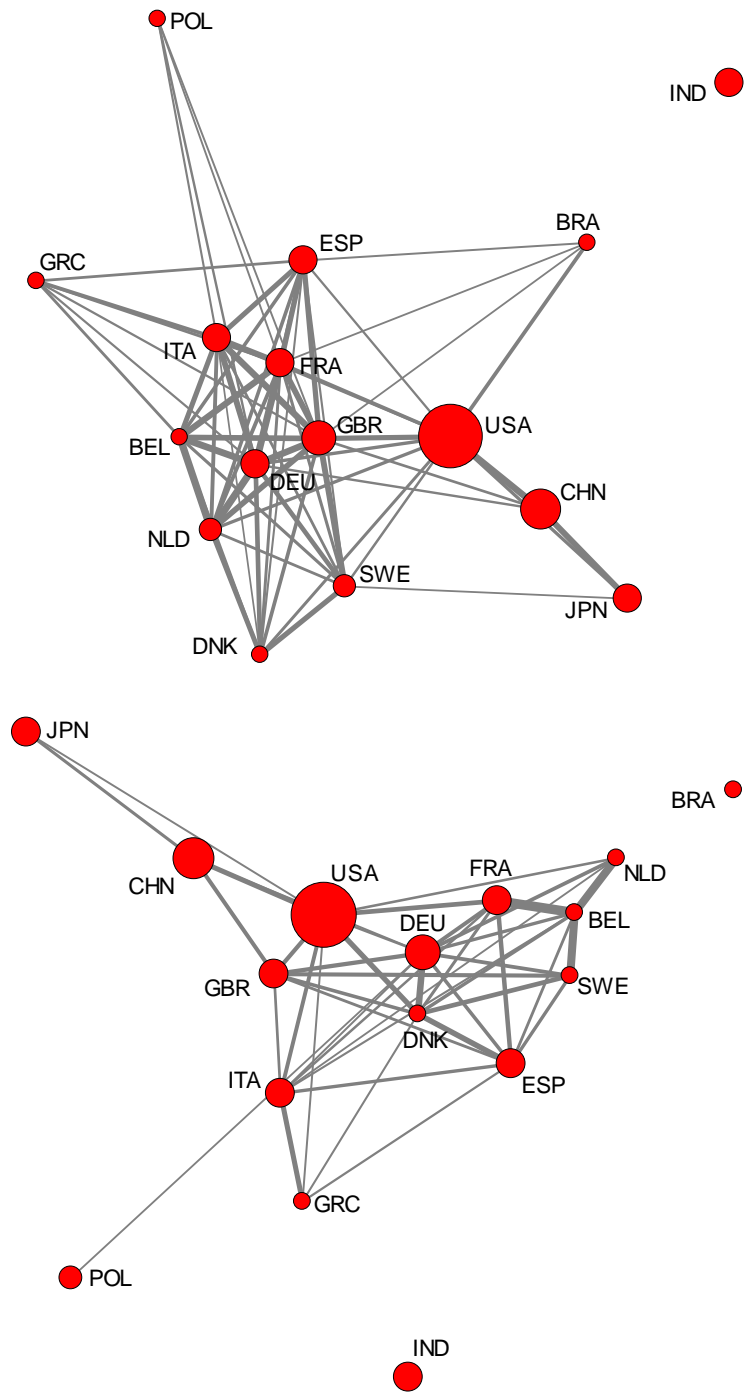 POL
IND
BRA
ESP
GRC
ITA
FRA
GBR
USA
BEL
DEU
CHN
NLD
SWE
JPN
DNK
JPN
BRA
FRA
USA
NLD
CHN
DEU
BEL
GBR
SWE
DNK
ITA
ESP
GRC
POL
IND